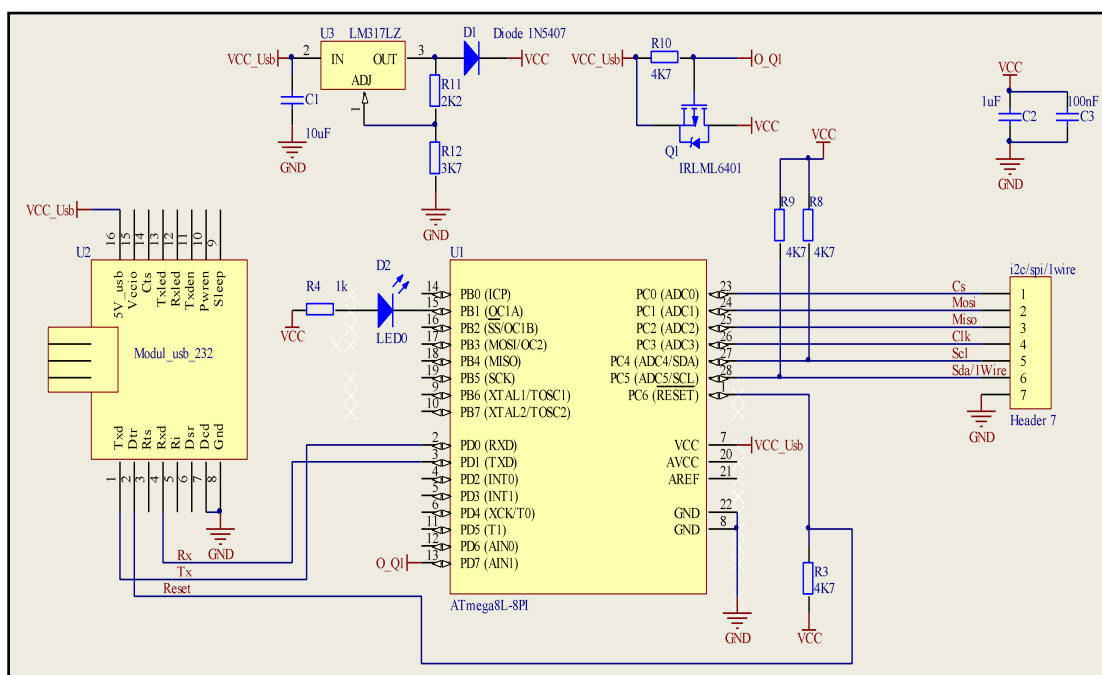 U3 LM317LZ
VCC_Usb 2 IN OUT 3
ADJ
1
D1 Diode 1N5407
VCC
C1
10uF
GND
R11
2K2
R12
3K7
GND
VCC_Usb R10 O_Q1
4K7
VCC
Q1
IRLML6401
VCC
1uF 100nF
C2 C3
GND
VCC
R9 R8
4K7 4K7
VCC_Usb
U2
16 15 14 13 12 11 10 9
5V_usb Vccio Cts Txled Rxled Txden Pwren Sleep
Modul_usb_232
Txd Dtr Rts Rxd Ri Dsr Dcd Gnd
1 2 3 4 5 6 7 8
GND
Rx
Tx
Reset
R4 1k
VCC
D2
LED0
U1
14 PB0 (ICP)
15 PB1 (OC1A)
16 PB2 (SS/OC1B)
17 PB3 (MOSI/OC2)
18 PB4 (MISO)
19 PB5 (SCK)
9 PB6 (XTAL1/TOSC1)
10 PB7 (XTAL2/TOSC2)
2 PD0 (RXD)
3 PD1 (TXD)
4 PD2 (INT0)
5 PD3 (INT1)
6 PD4 (XCK/T0)
11 PD5 (T1)
12 PD6 (AIN0)
O_Q1 13 PD7 (AIN1)
PC0 (ADC0) 23
PC1 (ADC1) 24
PC2 (ADC2) 25
PC3 (ADC3) 26
PC4 (ADC4/SDA) 27
PC5 (ADC5/SCL) 28
PC6 (RESET) 1
VCC 7 VCC_Usb
AVCC 20
AREF 21
GND 22
GND 8
ATmega8L-8PI
GND
R3
4K7
VCC
i2c/spi/1wire
Cs 1
Mosi 2
Miso 3
Clk 4
Scl 5
Sda/1Wire 6
7
GND
Header 7